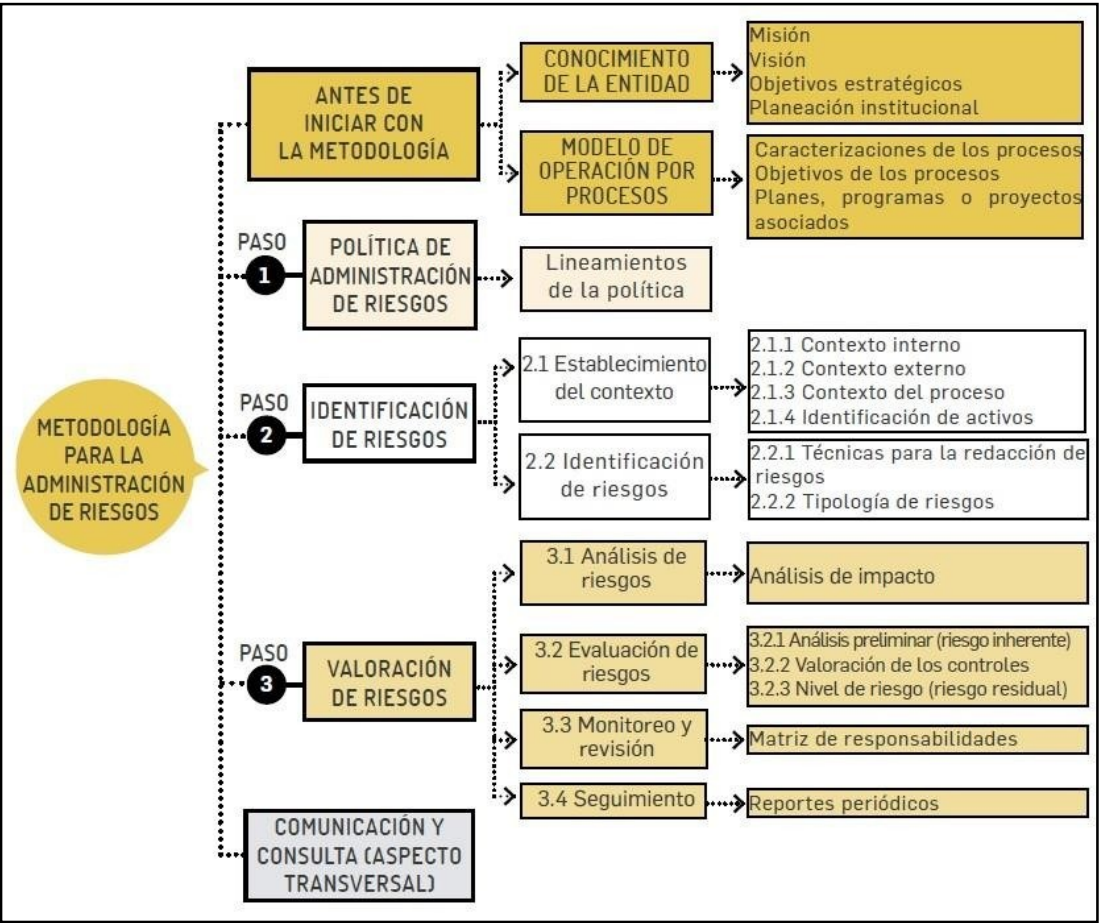 METODOLOGÍA
PARA LA
ADMINISTRACIÓN
DE RIESGOS
ANTES DE
INICIAR CON
LA METODOLOGÍA
CONOCIMIENTO
DE LA ENTIDAD
Misión
Visión
Objetivos estratégicos
Planeación institucional
MODELO DE
OPERACIÓN POR
PROCESOS
Caracterizaciones de los procesos
Objetivos de los procesos
Planes, programas o proyectos
asociados
PASO
1
POLÍTICA DE
ADMINISTRACIÓN
DE RIESGOS
Lineamientos
de la política
PASO
2
IDENTIFICACIÓN
DE RIESGOS
2.1 Establecimiento
del contexto
2.1.1 Contexto interno
2.1.2 Contexto externo
2.1.3 Contexto del proceso
2.1.4 Identificación de activos
2.2 Identificación
de riesgos
2.2.1 Técnicas para la redacción de
riesgos
2.2.2 Tipología de riesgos
PASO
3
VALORACIÓN
DE RIESGOS
3.1 Análisis de
riesgos
Análisis de impacto
3.2 Evaluación de
riesgos
3.2.1 Análisis preliminar (riesgo inherente)
3.2.2 Valoración de los controles
3.2.3 Nivel de riesgo (riesgo residual)
3.3 Monitoreo y
revisión
Matriz de responsabilidades
3.4 Seguimiento
Reportes periódicos
COMUNICACIÓN Y
CONSULTA (ASPECTO
TRANSVERSAL)